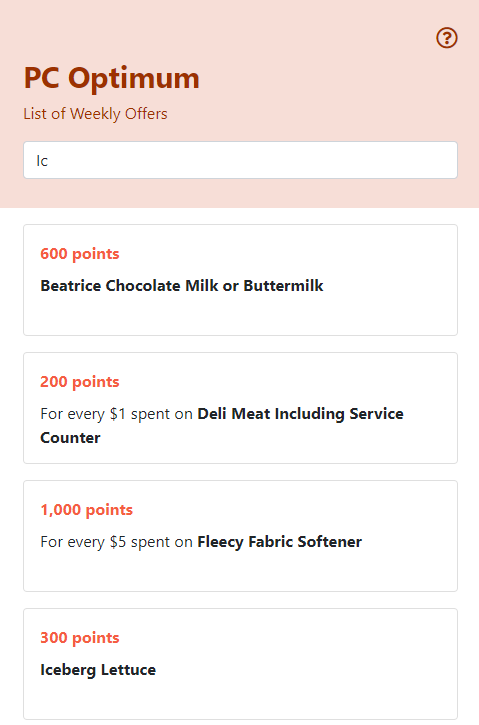 PC Optimum
List of Weekly Offers
Ic
600 points
Beatrice Chocolate Milk or Buttermilk
200 points
For every $1 spent on Deli Meat Including Service
Counter
1,000 points
For every $5 spent on Fleecy Fabric Softener
300 points
Iceberg Lettuce